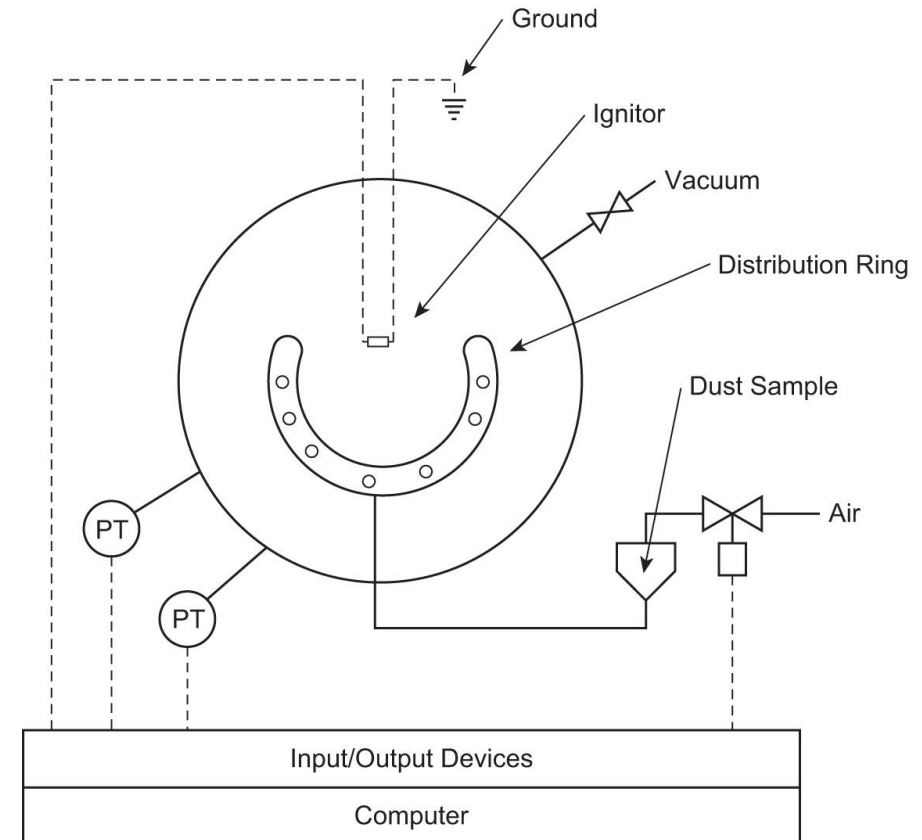 Ground
Ignitor
Vacuum
Distribution Ring
Dust Sample
Air
PT
PT
Input/Output Devices
Computer